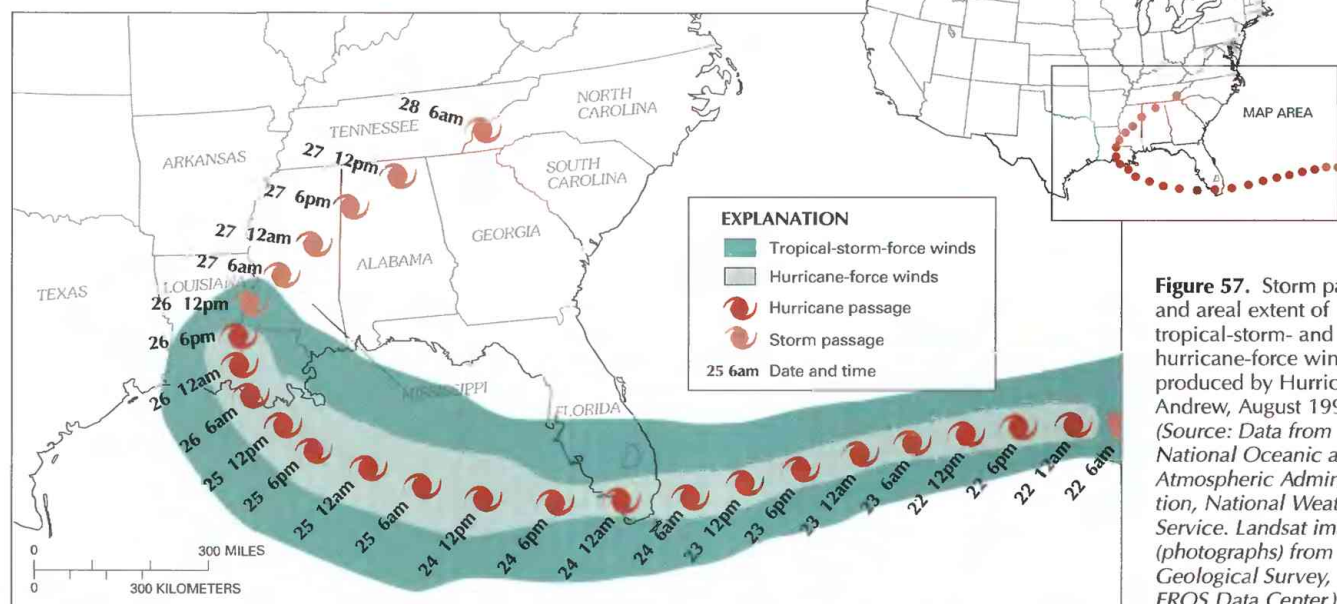 MAP AREA
NORTH
CAROLINA
28 6am
TENNESSEE
ARKANSAS
27 12pm
SOUTH
CAROLINA
27 6pm
27 12am
GEORGIA
ALABAMA
27 6am
LOUISIANA
TEXAS
26 12pm
26 6pm
26 12am
MISSISSIPPI
FLORIDA
26 6am
25 12pm
25 6pm
25 12am
25 6am
24 12pm
24 6pm
24 12am
24 6am
23 12pm
23 6pm
23 12am
23 6am
22 12pm
22 6pm
22 12am
22 6am
EXPLANATION
Tropical-storm-force winds
Hurricane-force winds
Hurricane passage
Storm passage
25 6am Date and time
0 300 MILES
0 300 KILOMETERS
Figure 57. Storm pa
and areal extent of
tropical-storm- and
hurricane-force win
produced by Hurric
Andrew, August 199
(Source: Data from
National Oceanic a
Atmospheric Admin
tion, National Weat
Service. Landsat im
(photographs) from
Geological Survey,
EROS Data Center.)